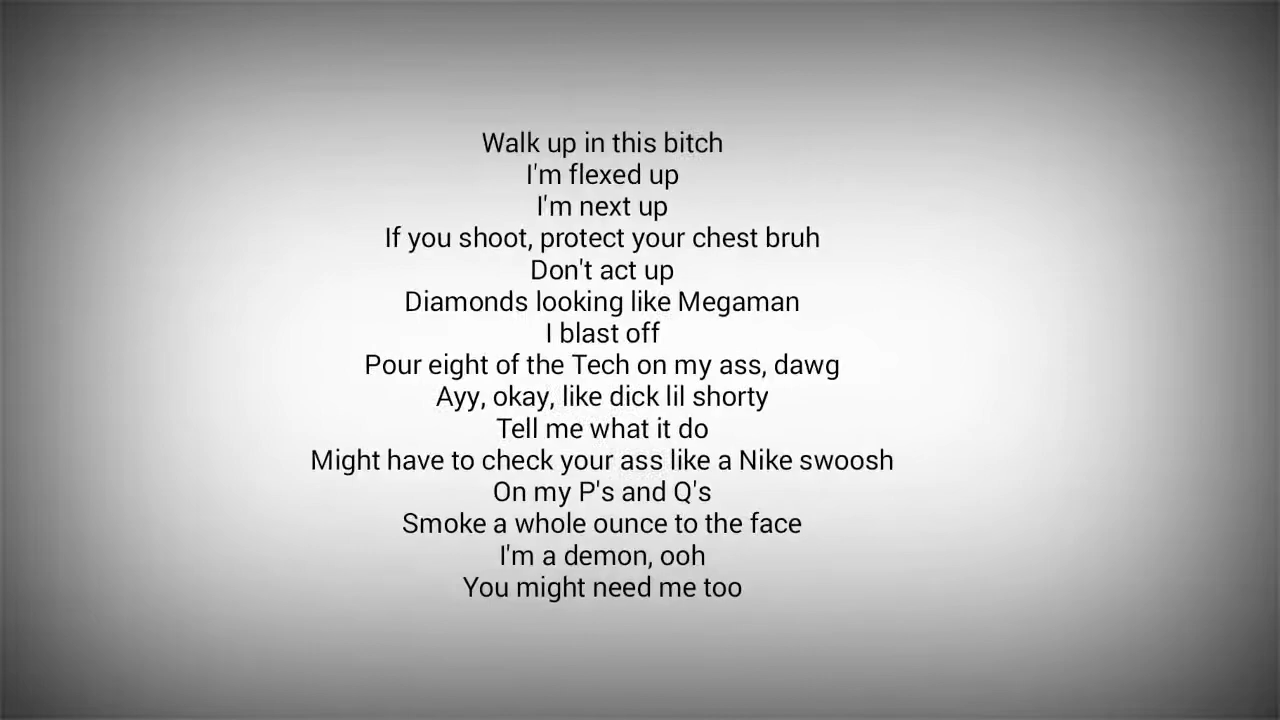 Walk up in this bitch
I'm flexed up
I'm next up
If you shoot, protect your chest bruh
Don't act up
Diamonds looking like Megaman
I blast off
Pour eight of the Tech on my ass, dawg
Ayy, okay, like dick lil shorty
Tell me what it do
Might have to check your ass like a Nike swoosh
On my P's and Q's
Smoke a whole ounce to the face
I'm a demon, ooh
You might need me too